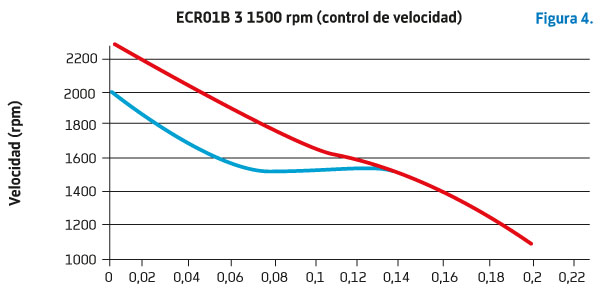 ECR01B 3 1500 rpm (control de velocidad)
Figura 4.
Velocidad (rpm)
2200
2000
1800
1600
1400
1200
1000
0 0,02 0,04 0,06 0,08 0,1 0,12 0,14 0,16 0,18 0,2 0,22